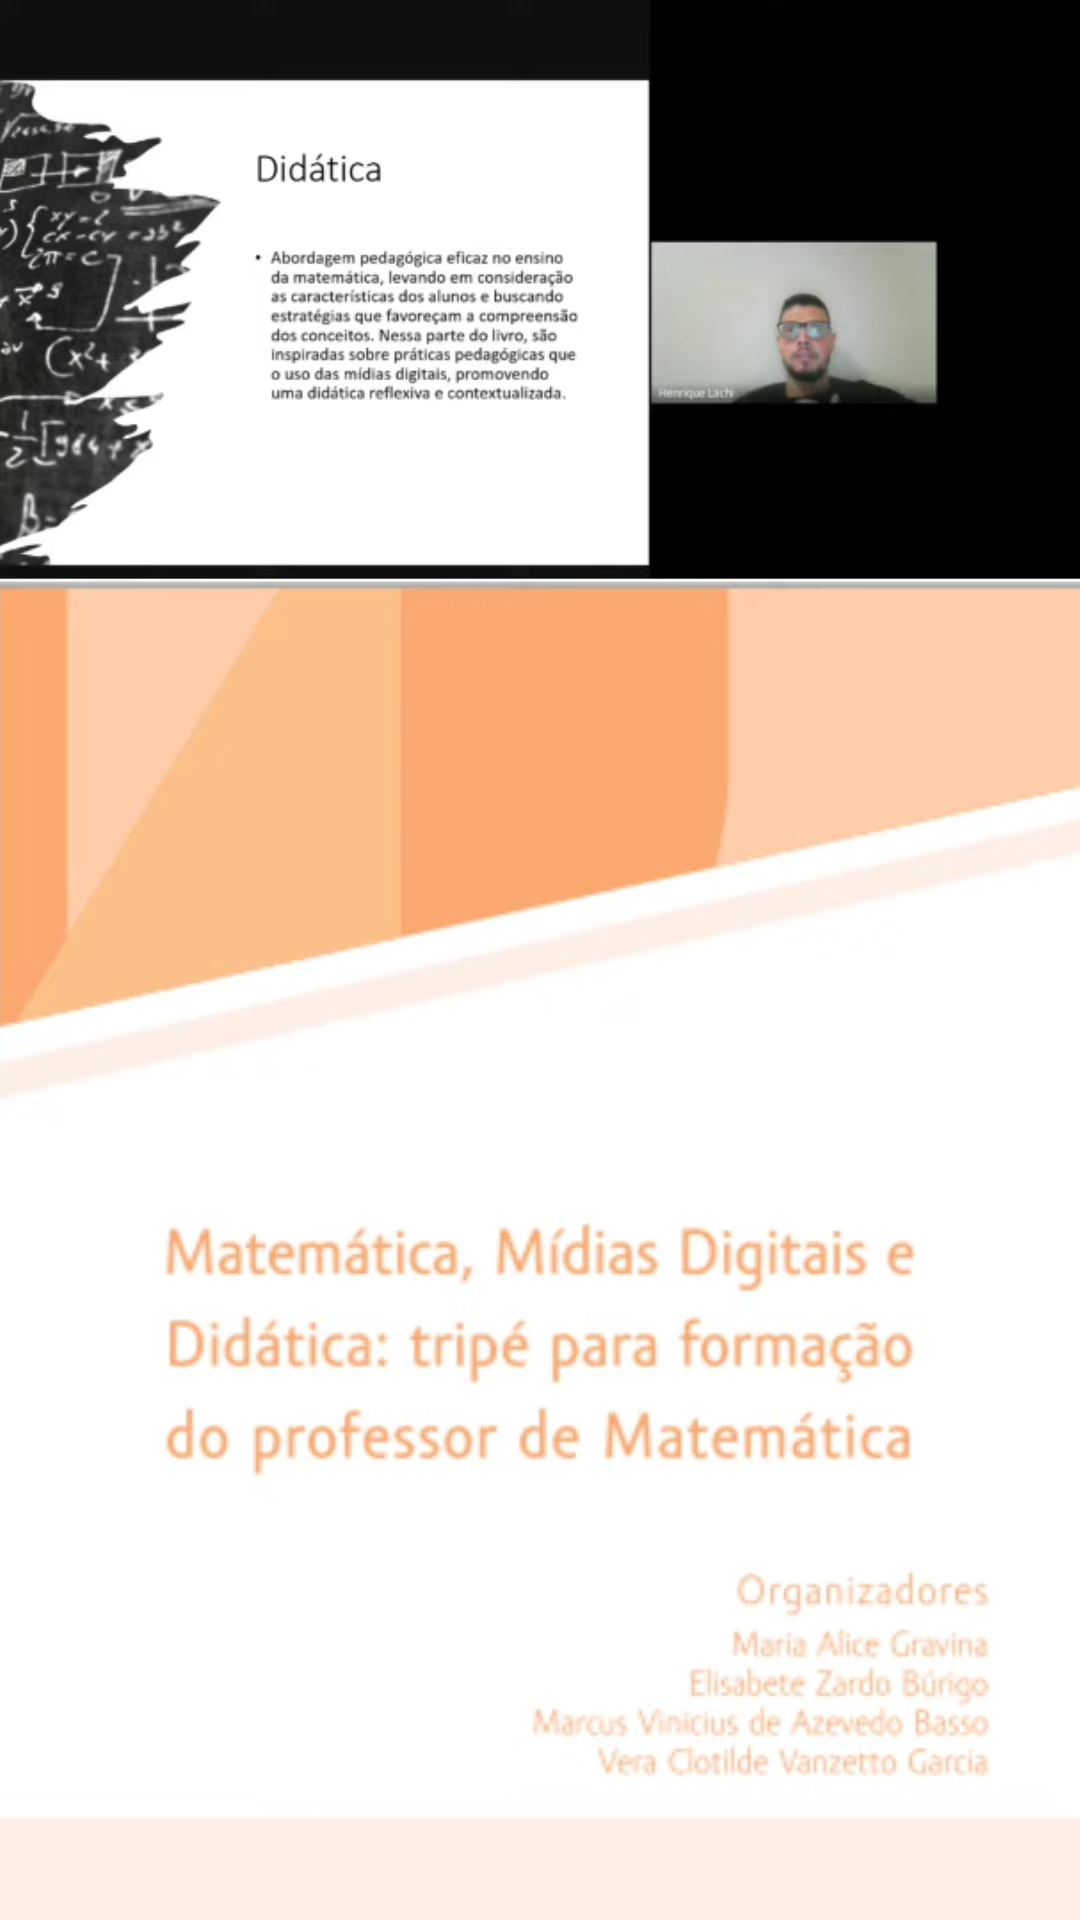 Didática
• Abordagem pedagógica eficaz no ensino
da matemática, levando em consideração
as características dos alunos e buscando
estratégias que favoreçam a compreensão
dos conceitos. Nessa parte do livro, são
inspiradas sobre práticas pedagógicas que
o uso das mídias digitais, promovendo
uma didática reflexiva e contextualizada.
Henrique Lachi
Matemática, Mídias Digitais e
Didática: tripé para formação
do professor de Matemática
Organizadores
Maria Alice Gravina
Elisabete Zardo Búrigo
Marcus Vinicius de Azevedo Basso
Vera Clotilde Vanzetto Garcia